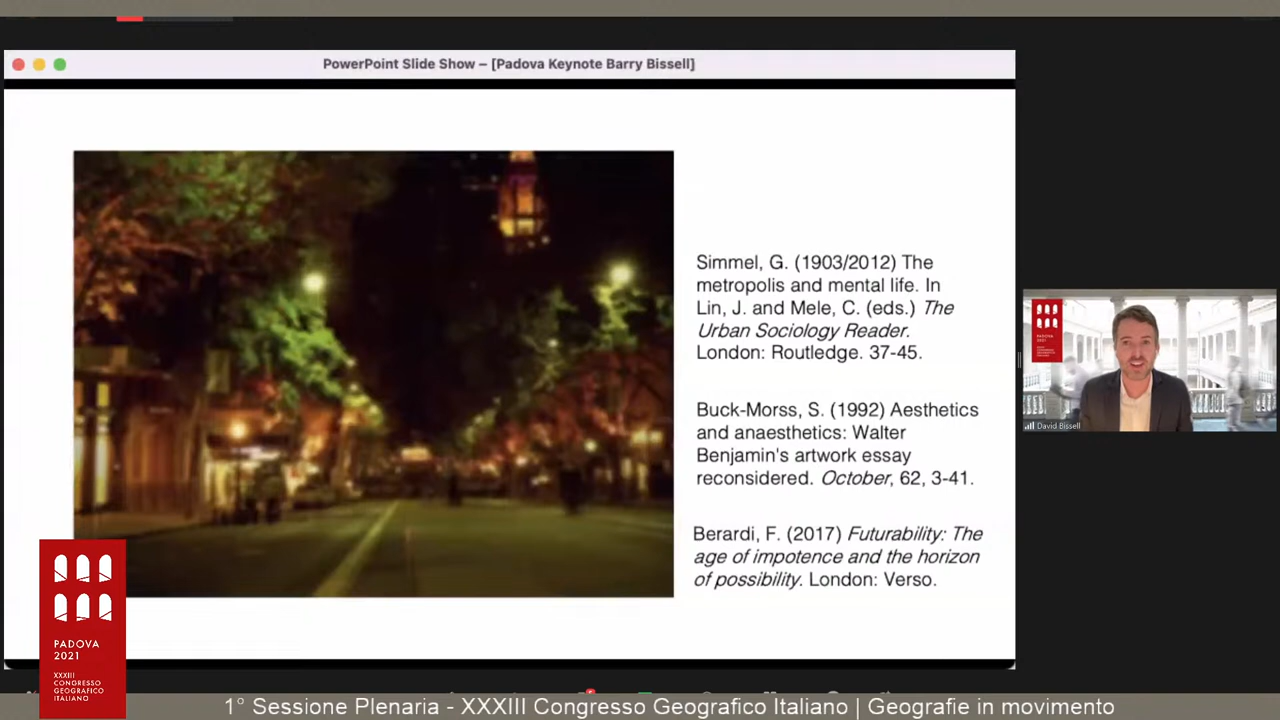 PowerPoint Slide Show – [Padova Keynote Barry Bissell]
Simmel, G. (1903/2012) The
metropolis and mental life. In
Lin, J. and Mele, C. (eds.) The
Urban Sociology Reader.
London: Routledge. 37-45.
Buck-Morss, S. (1992) Aesthetics
and anaesthetics: Walter
Benjamin's artwork essay
reconsidered. October, 62, 3-41.
Berardi, F. (2017) Futurability: The
age of impotence and the horizon
of possibility. London: Verso.
PADOVA
2021
David Bissell
PADOVA
2021
XXXIII
CONGRESSO
GEOGRAFICO
ITALIANO
1° Sessione Plenaria - XXXIII Congresso Geografico Italiano | Geografie in movimento